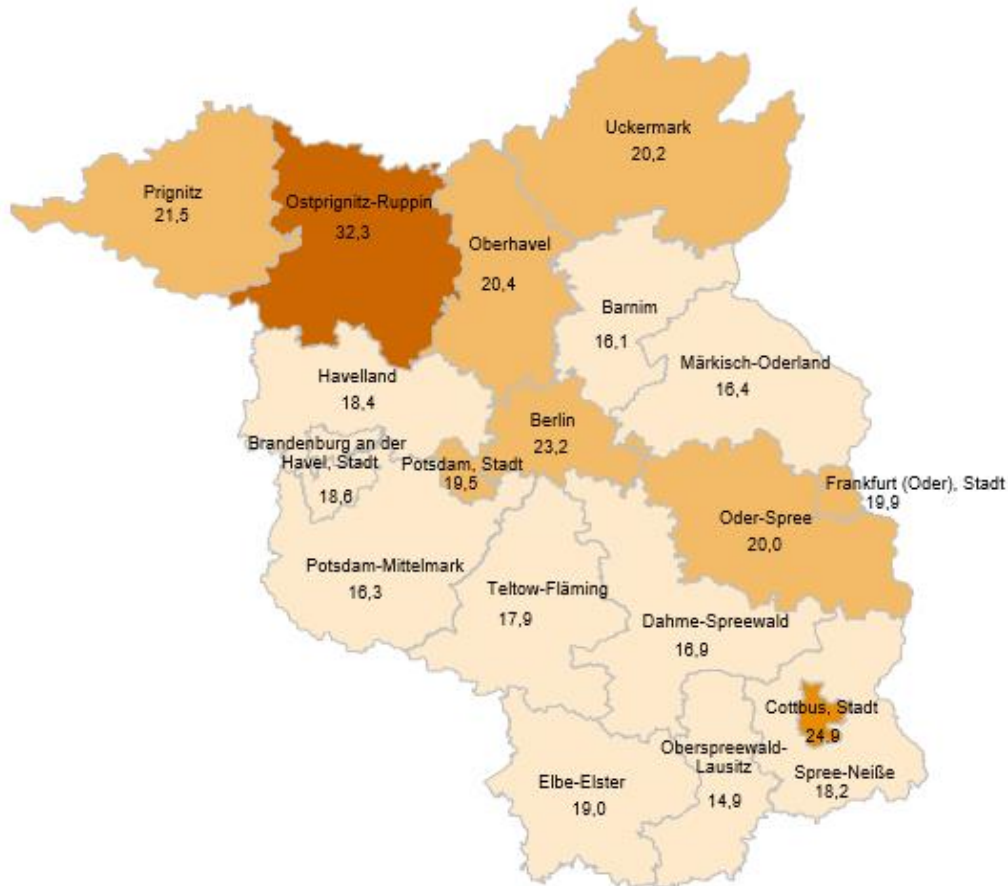 Uckermark
20,2
Prignitz
21,5
Ostprignitz-Ruppin
32,3
Oberhavel
20,4
Barnim
16,1
Märkisch-Oderland
16,4
Havelland
18,4
Berlin
23,2
Brandenburg an der
Havel, Stadt
18,6
Potsdam, Stadt
19,5
Frankfurt (Oder), Stadt
19,9
Oder-Spree
20,0
Potsdam-Mittelmark
16,3
Teltow-Fläming
17,9
Dahme-Spreewald
16,9
Cottbus, Stadt
24,9
Oberspreewald-
Lausitz
14,9
Spree-Neiße
18,2
Elbe-Elster
19,0